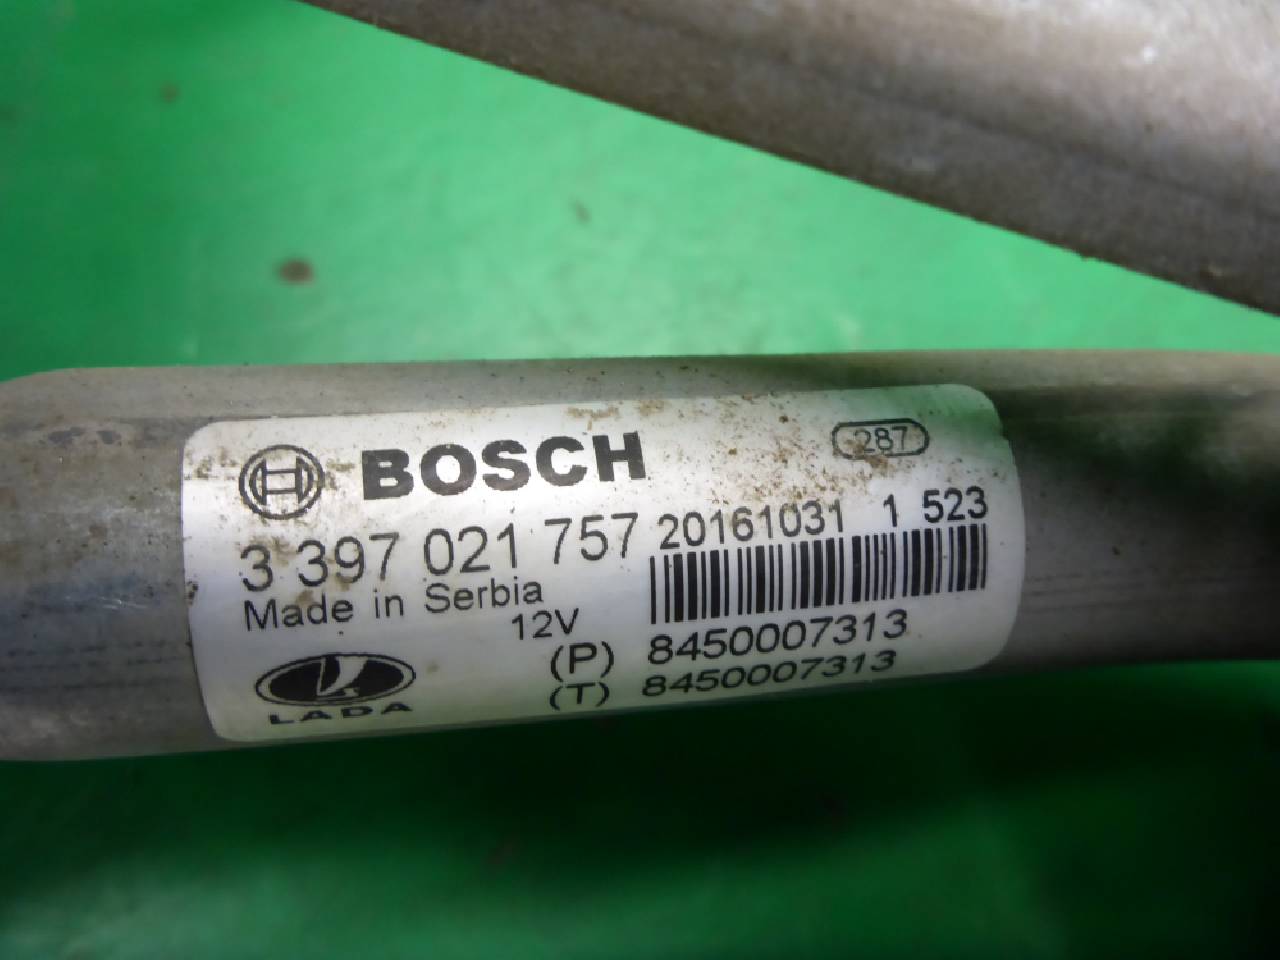 BOSCH
287
3 397 021 757
20161031 1 523
Made in Serbia
12V
(P) 8450007313
(T) 8450007313
LADA